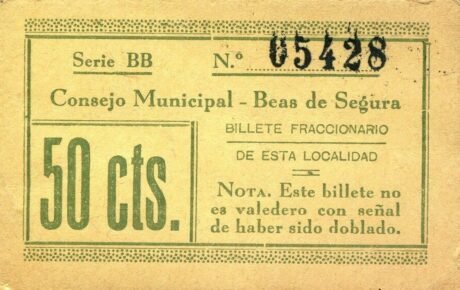 Serie BB N.º 05428
Consejo Municipal - Beas de Segura
50 cts.
BILLETE FRACCIONARIO
DE ESTA LOCALIDAD
NOTA. Este billete no
es valedero con señal
de haber sido doblado.